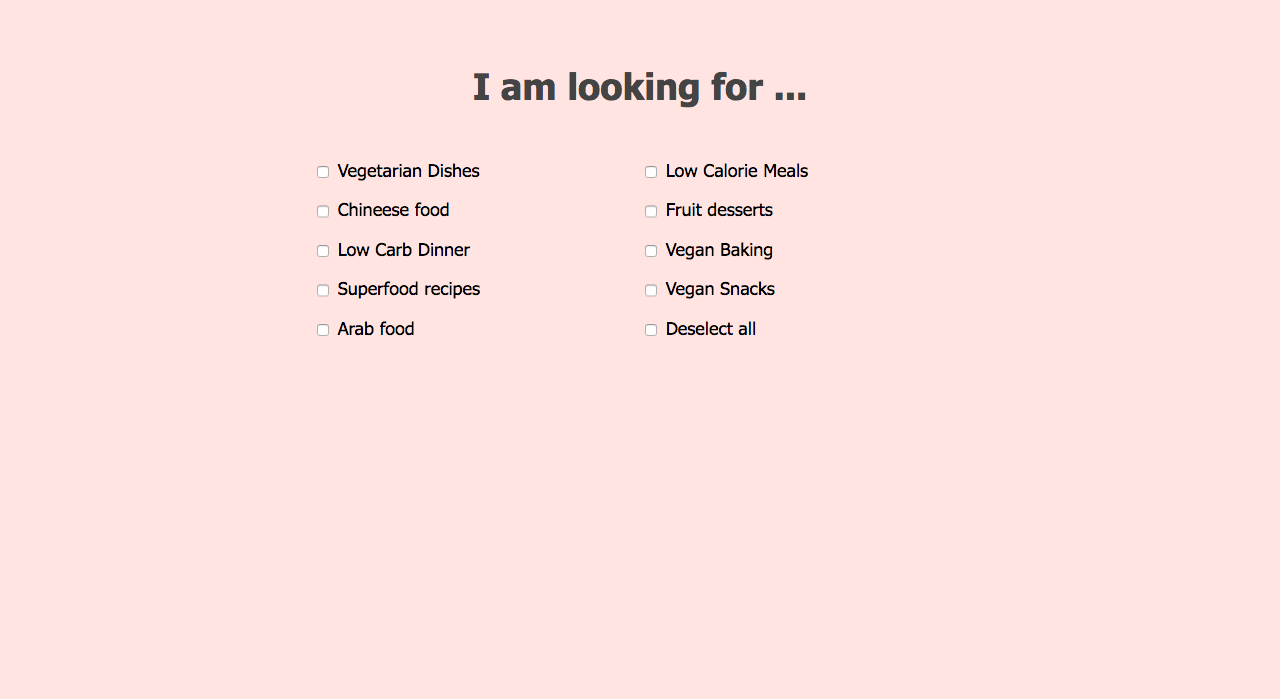 I am looking for ...
Vegetarian Dishes
Chineese food
Low Carb Dinner
Superfood recipes
Arab food
Low Calorie Meals
Fruit desserts
Vegan Baking
Vegan Snacks
Deselect all